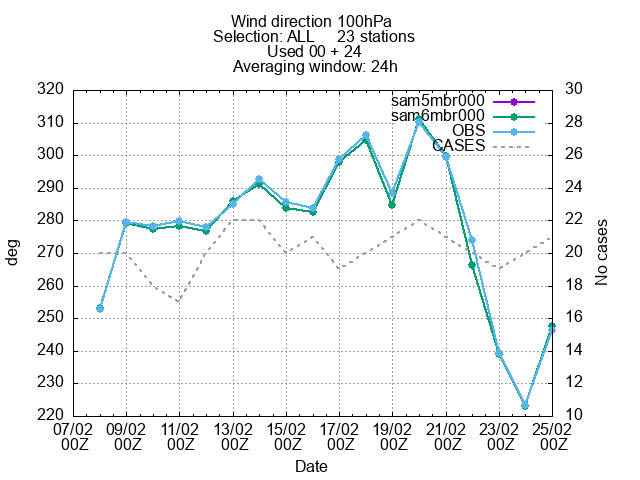 Wind direction 100hPa
Selection: ALL 23 stations
Used 00 + 24
Averaging window: 24h
sam5mbr000
sam6mbr000
OBS
CASES
320
310
300
290
280
270
260
250
240
230
220
deg
30
28
26
24
22
20
18
16
14
12
10
No cases
07/02 09/02 11/02 13/02 15/02 17/02 19/02 21/02 23/02 25/02
00Z 00Z 00Z 00Z 00Z 00Z 00Z 00Z 00Z 00Z
Date